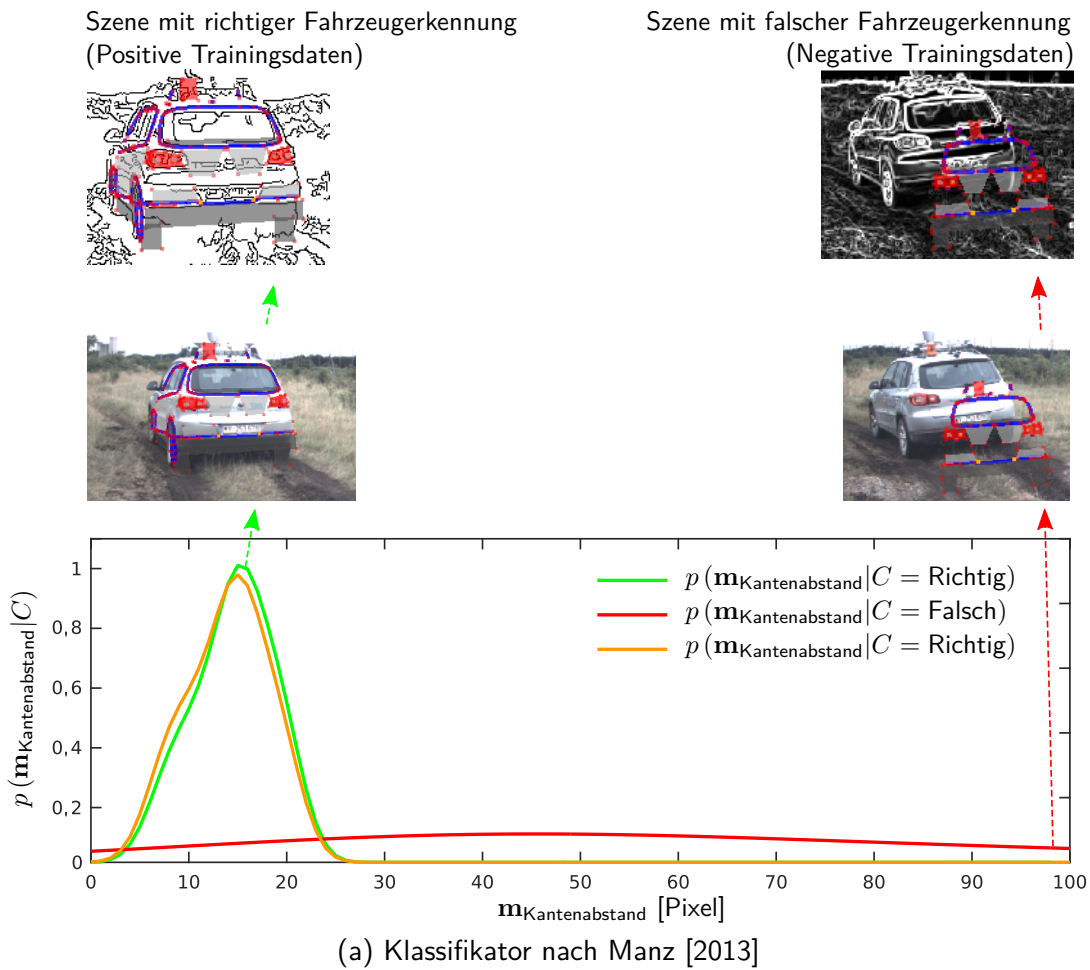 Szene mit richtiger Fahrzeugerkennung
(Positive Trainingsdaten)
Szene mit falscher Fahrzeugerkennung
(Negative Trainingsdaten)
p (m_Kantenabstand|C = Richtig)
p (m_Kantenabstand|C = Falsch)
p (m_Kantenabstand|C = Richtig)
p (m_Kantenabstand|C)
1
0,8
0,6
0,4
0,2
0
0 10 20 30 40 50 60 70 80 90 100
m_Kantenabstand [Pixel]
(a) Klassifikator nach Manz [2013]